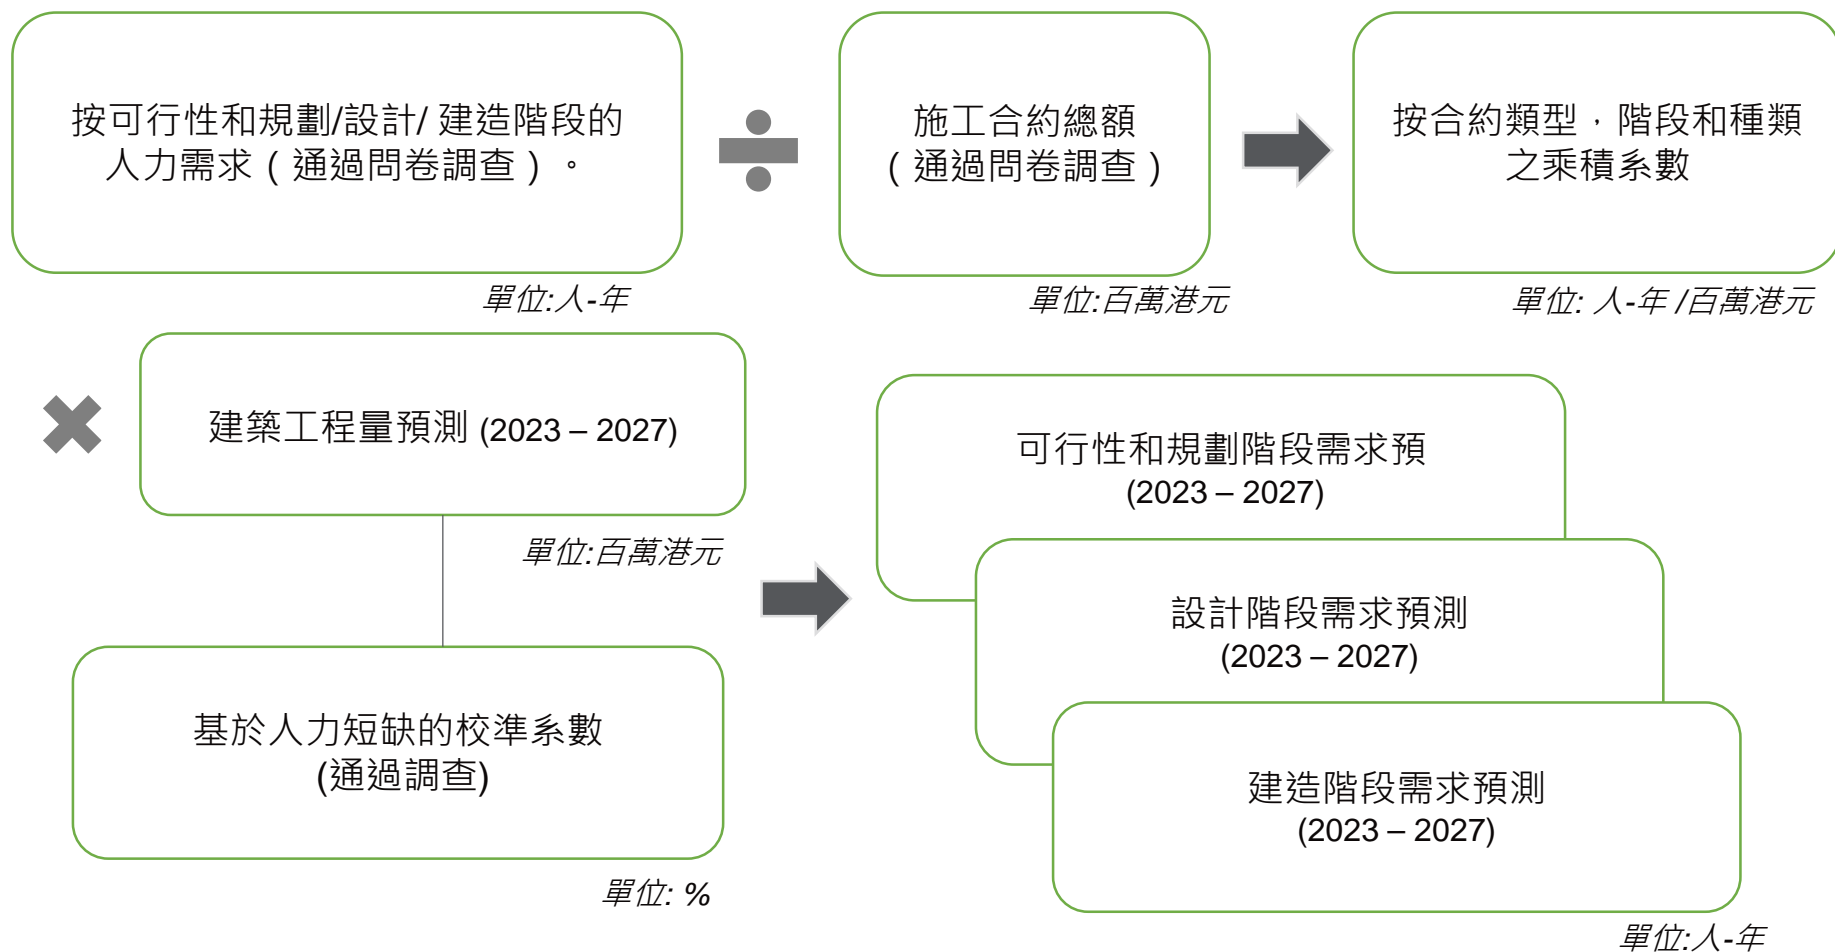 按可行性和規劃/設計/ 建造階段的
人力需求（通過問卷調查）。
施工合約總額
（通過問卷調查）
按合約類型，階段和種類
之乘積系數
單位:人-年
單位:百萬港元
單位: 人-年 /百萬港元
建築工程量預測 (2023 – 2027)
單位:百萬港元
基於人力短缺的校準系數
(通過調查)
單位: %
可行性和規劃階段需求預
(2023 – 2027)
設計階段需求預測
(2023 – 2027)
建造階段需求預測
(2023 – 2027)
單位:人-年